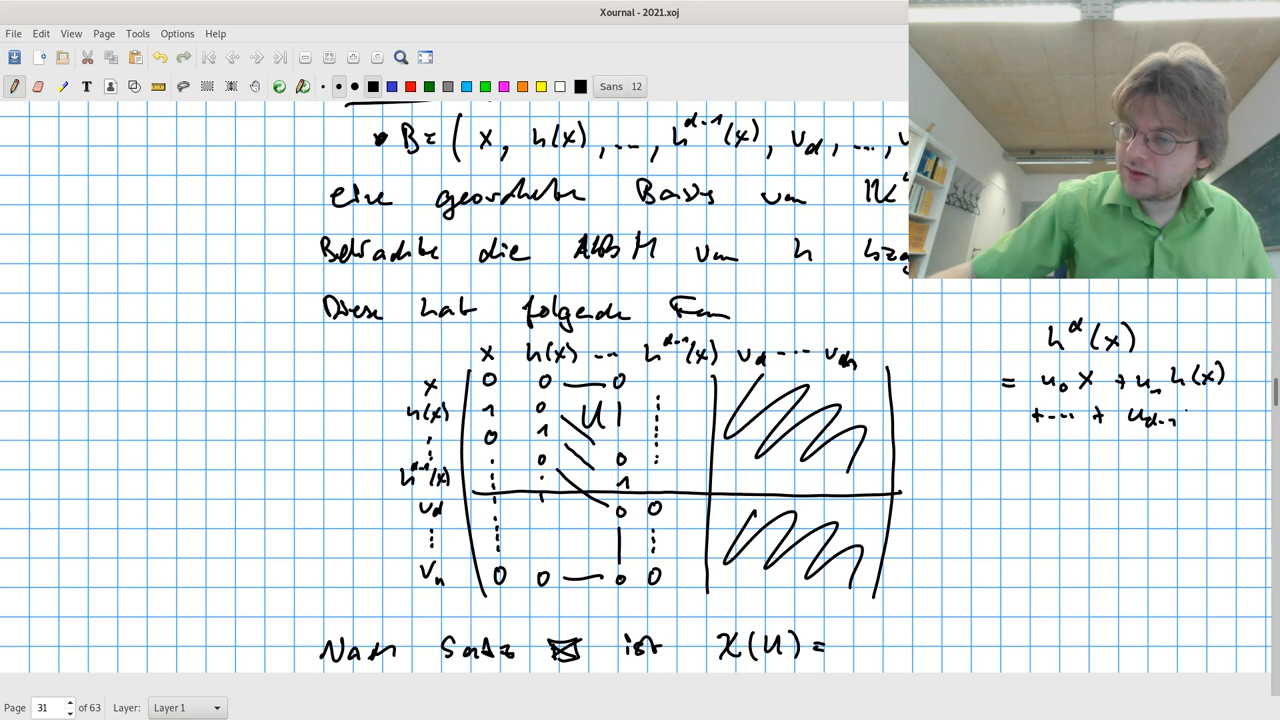 Xournal - 2021.xoj
File Edit View Page Tools Options Help
Sans 12
• B = ( x, h(x), ..., h^{d-1}(x), v_d, ...,
eine geordnete Basis von
Betrachte die M von h bzgl
Diese hat folgende Form
x h(x) ... h^{d-1}(x) v_d ... v_n
x 0 0 — 0
h(x) 1 0 U
⋮ 0 1
0 0
h^{d-1}(x) 1
v_d 0 0
⋮
v_n 0 0 — 0 0
h^d(x)
= u_0 x + u_1 h(x)
+ ... + u_{d-1}
Nach Satz ist χ(U) =
Page 31 of 63 Layer: Layer 1